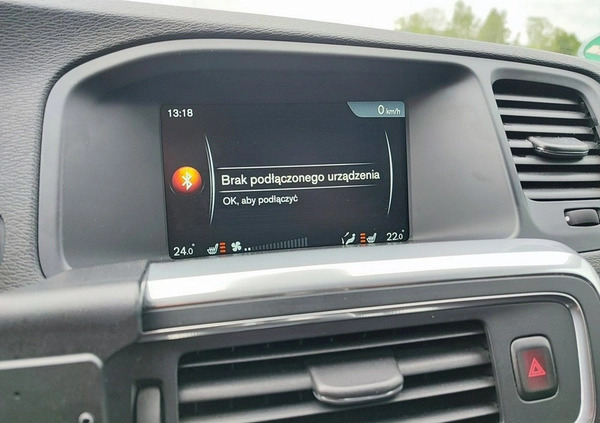 13:18
0 km/h
Brak podłączonego urządzenia
OK, aby podłączyć
24.0°
22.0°